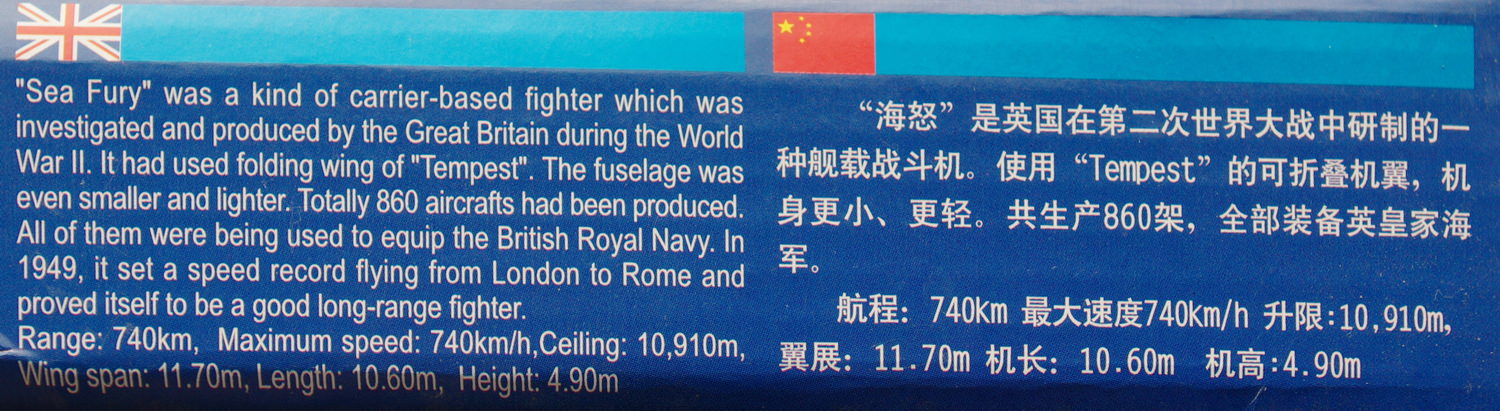 "Sea Fury" was a kind of carrier-based fighter which was
investigated and produced by the Great Britain during the World
War II. It had used folding wing of "Tempest". The fuselage was
even smaller and lighter. Totally 860 aircrafts had been produced.
All of them were being used to equip the British Royal Navy. In
1949, it set a speed record flying from London to Rome and
proved itself to be a good long-range fighter.
Range: 740km, Maximum speed: 740km/h,Ceiling: 10,910m,
Wing span: 11.70m, Length: 10.60m, Height: 4.90m
“海怒”是英国在第二次世界大战中研制的一
种舰载战斗机。使用“Tempest”的可折叠机翼，机
身更小、更轻。共生产860架，全部装备英皇家海
军。
航程：740km 最大速度740km/h 升限:10,910m,
翼展：11.70m 机长：10.60m 机高:4.90m